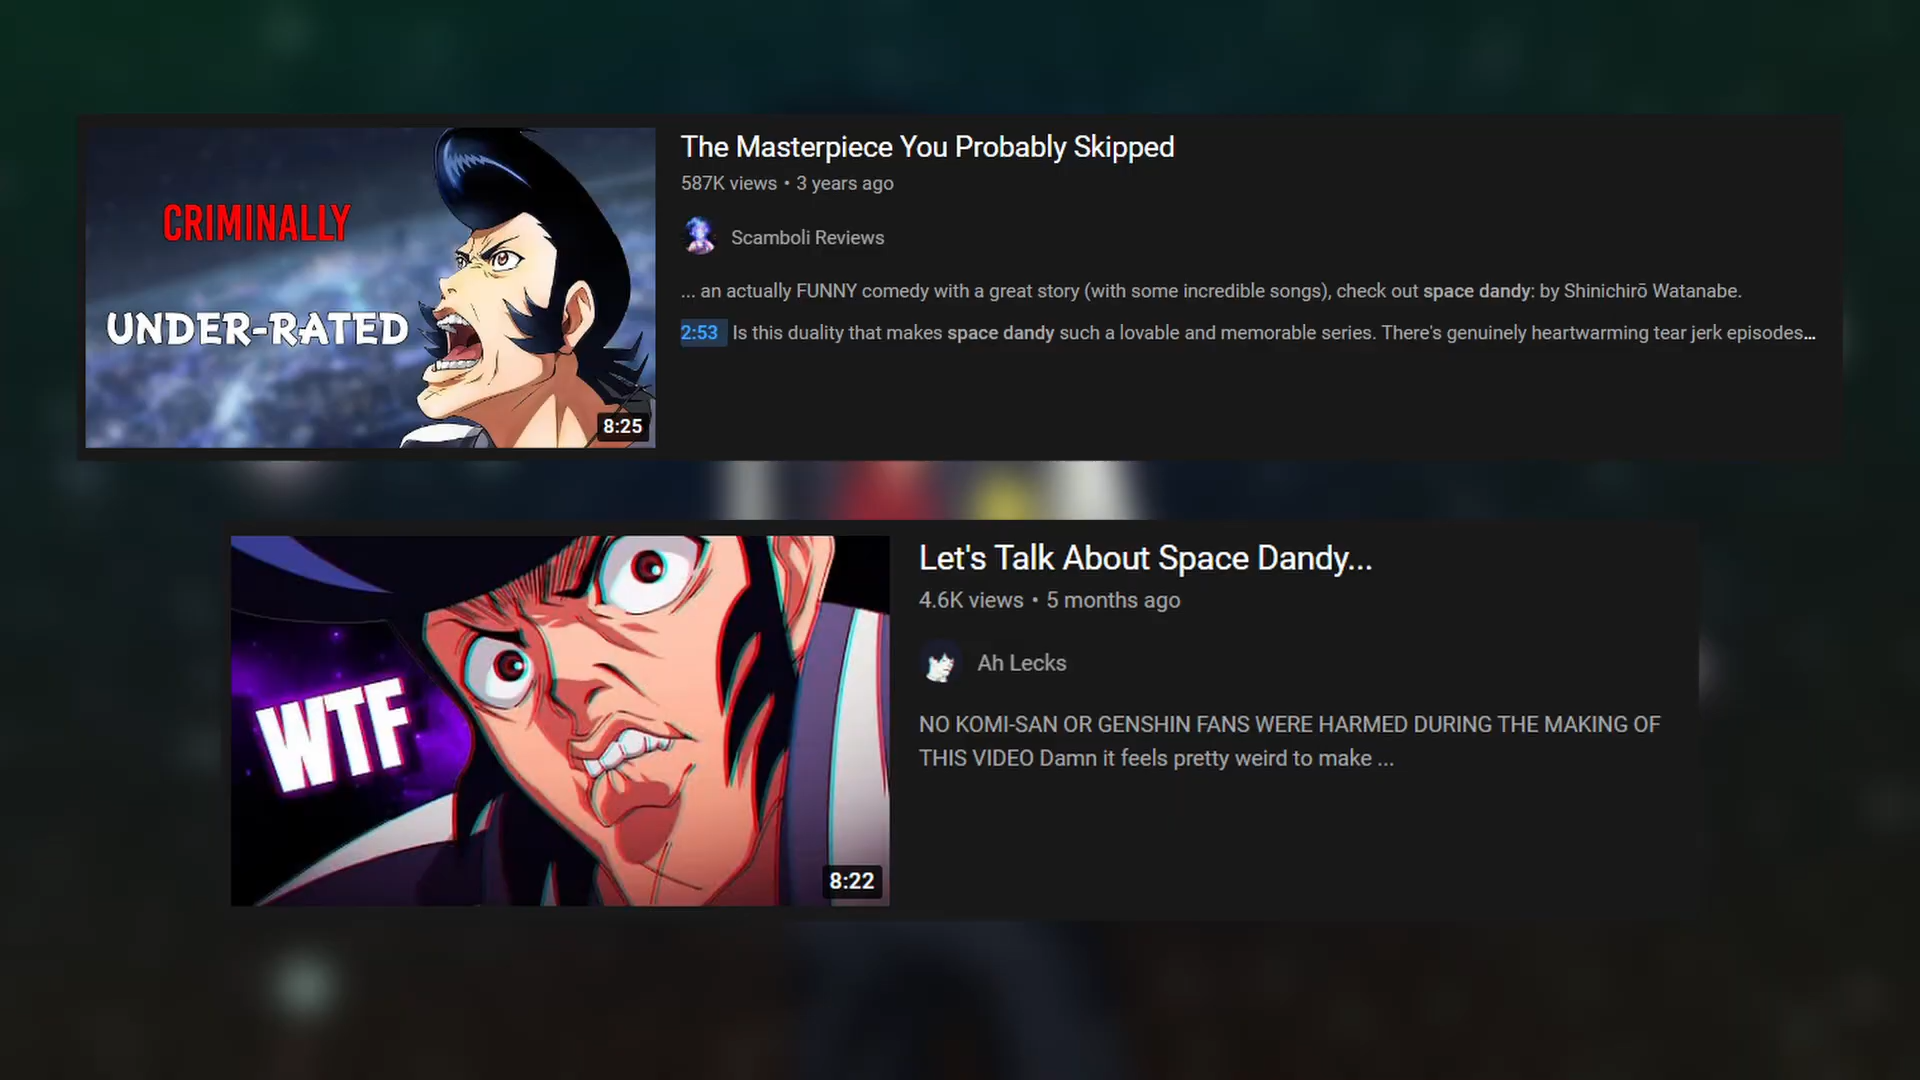 CRIMINALLY
UNDER-RATED
8:25
The Masterpiece You Probably Skipped
587K views • 3 years ago
Scamboli Reviews
... an actually FUNNY comedy with a great story (with some incredible songs), check out space dandy: by Shinichirō Watanabe.
2:53 Is this duality that makes space dandy such a lovable and memorable series. There's genuinely heartwarming tear jerk episodes...
WTF
8:22
Let's Talk About Space Dandy...
4.6K views • 5 months ago
Ah Lecks
NO KOMI-SAN OR GENSHIN FANS WERE HARMED DURING THE MAKING OF
THIS VIDEO Damn it feels pretty weird to make ...